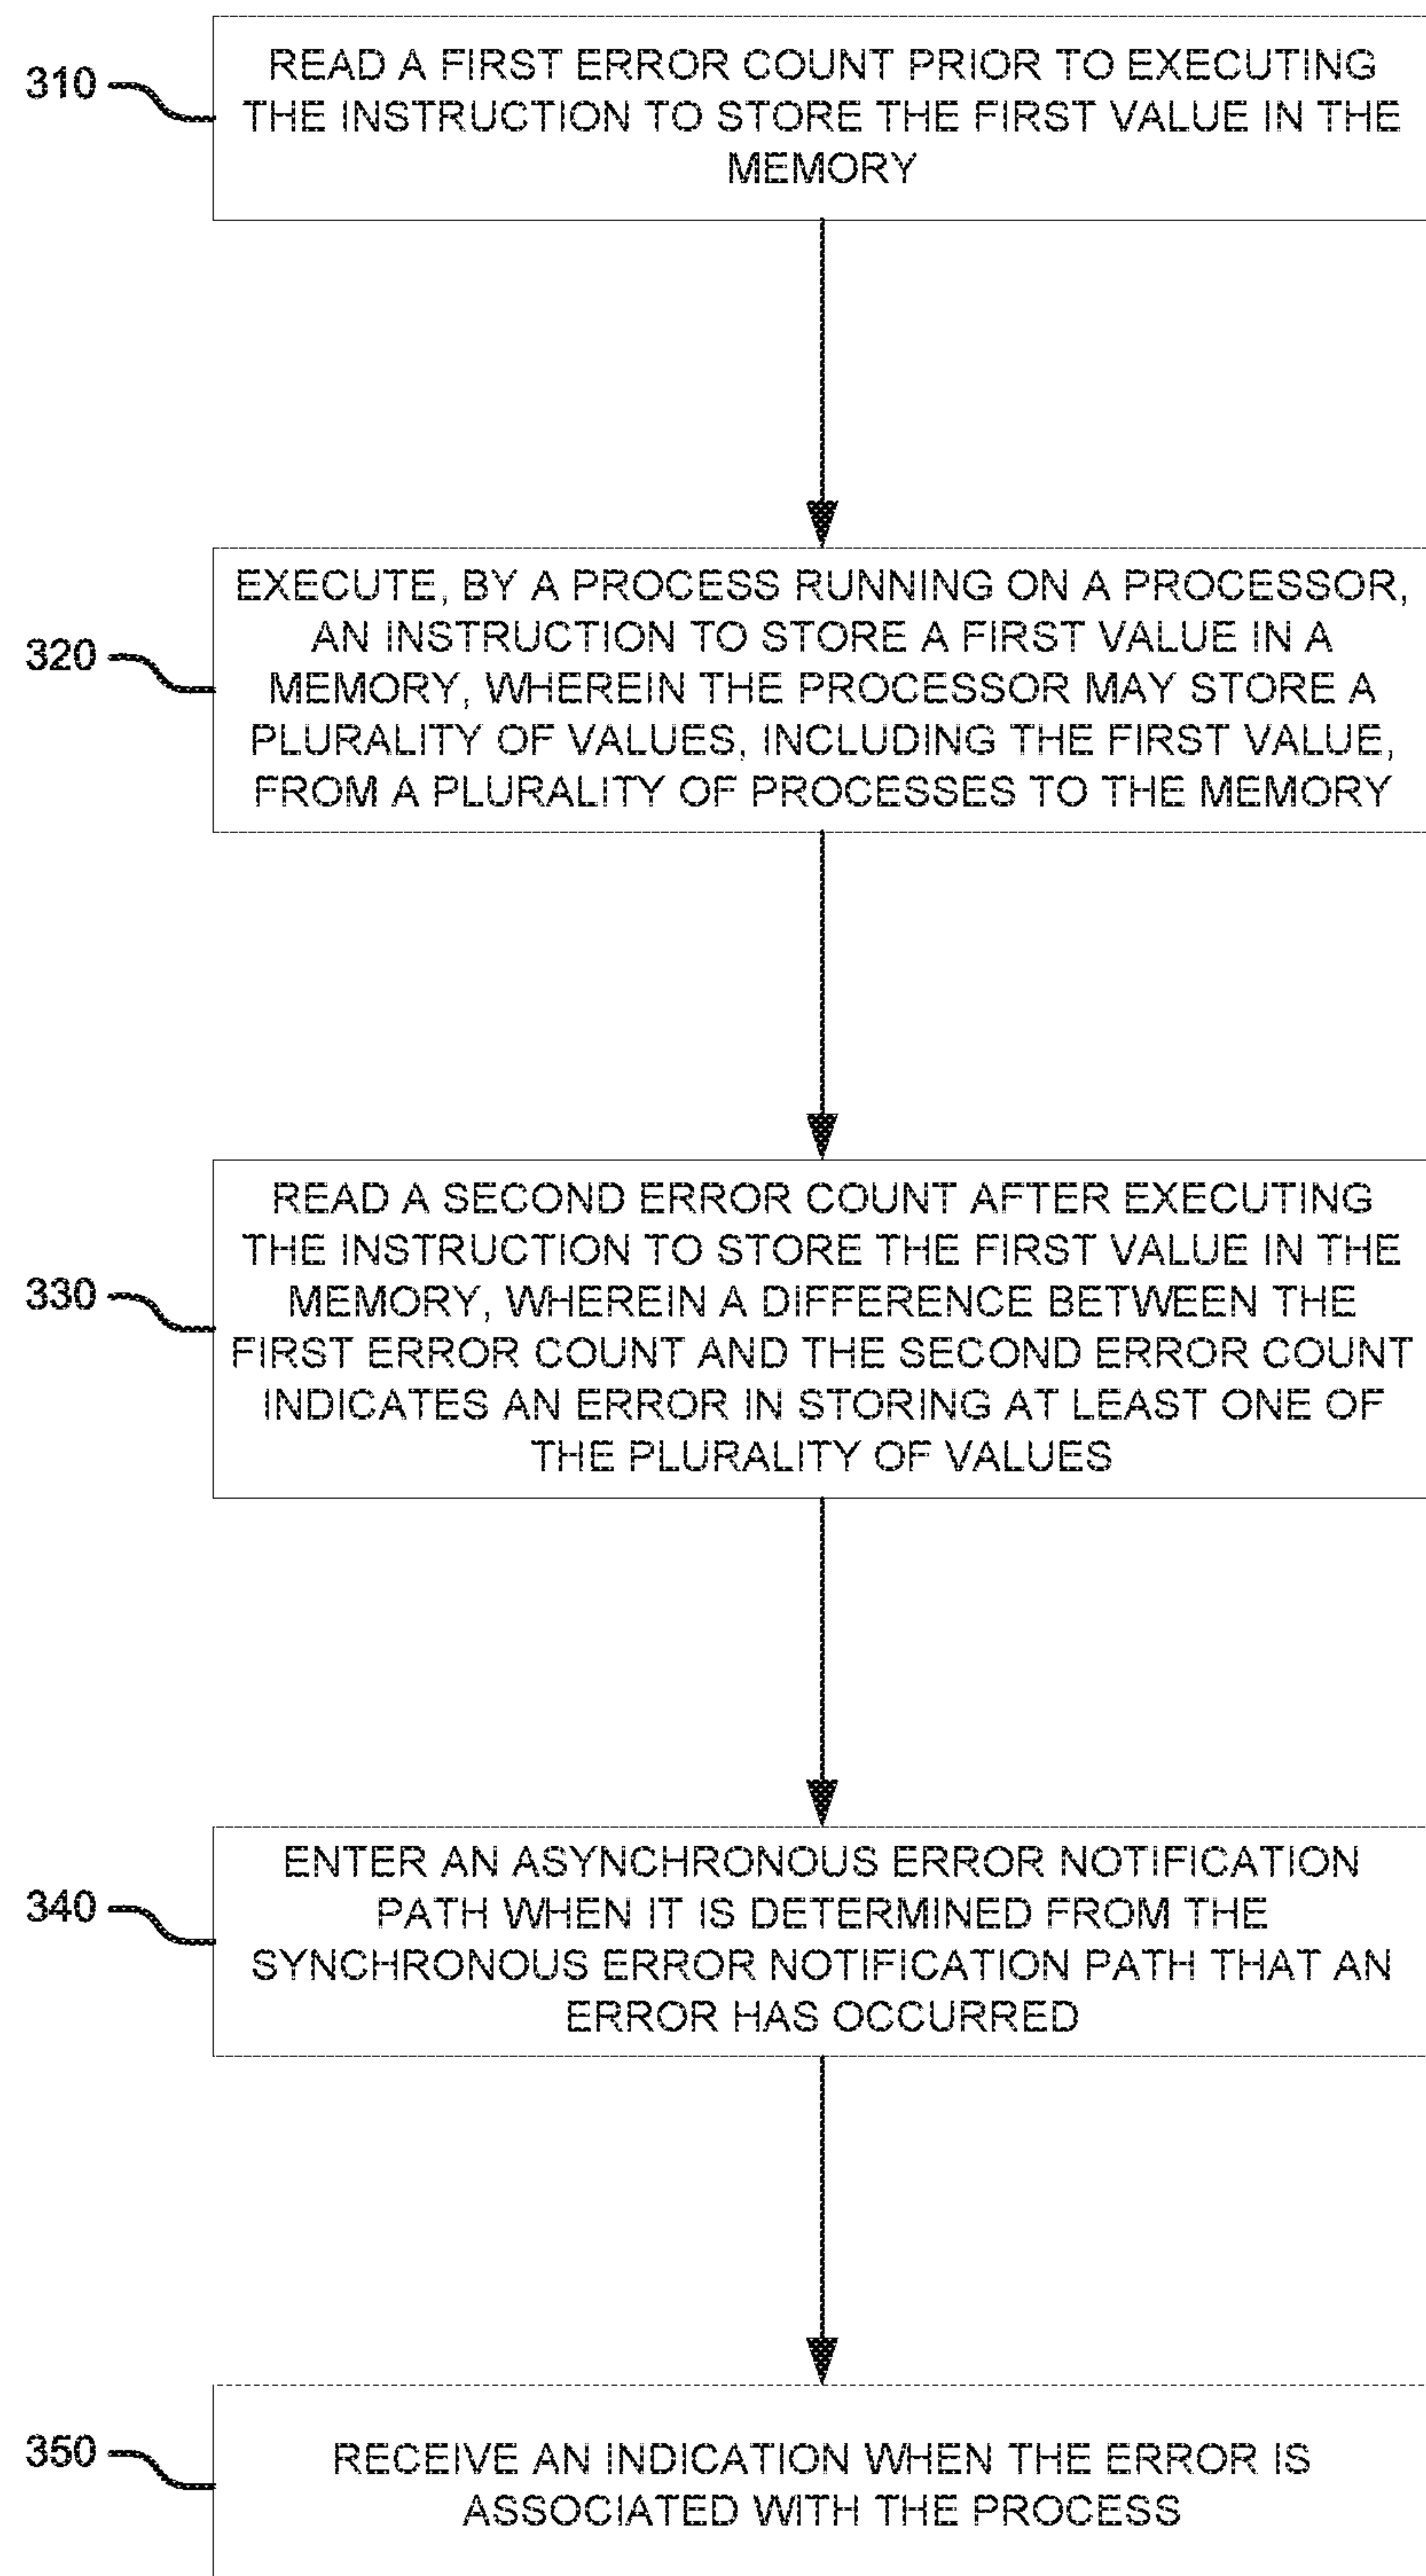 310
READ A FIRST ERROR COUNT PRIOR TO EXECUTING
THE INSTRUCTION TO STORE THE FIRST VALUE IN THE
MEMORY
320
EXECUTE, BY A PROCESS RUNNING ON A PROCESSOR,
AN INSTRUCTION TO STORE A FIRST VALUE IN A
MEMORY, WHEREIN THE PROCESSOR MAY STORE A
PLURALITY OF VALUES, INCLUDING THE FIRST VALUE,
FROM A PLURALITY OF PROCESSES TO THE MEMORY
330
READ A SECOND ERROR COUNT AFTER EXECUTING
THE INSTRUCTION TO STORE THE FIRST VALUE IN THE
MEMORY, WHEREIN A DIFFERENCE BETWEEN THE
FIRST ERROR COUNT AND THE SECOND ERROR COUNT
INDICATES AN ERROR IN STORING AT LEAST ONE OF
THE PLURALITY OF VALUES
340
ENTER AN ASYNCHRONOUS ERROR NOTIFICATION
PATH WHEN IT IS DETERMINED FROM THE
SYNCHRONOUS ERROR NOTIFICATION PATH THAT AN
ERROR HAS OCCURRED
350
RECEIVE AN INDICATION WHEN THE ERROR IS
ASSOCIATED WITH THE PROCESS